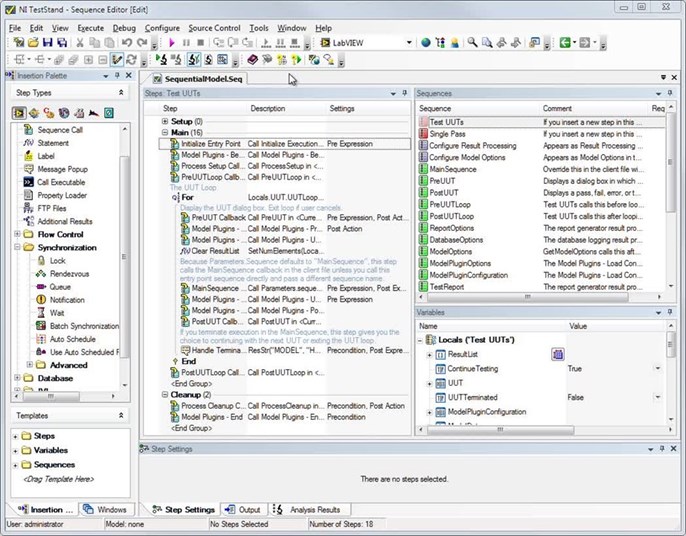 NI TestStand - Sequence Editor [Edit]
File Edit View Execute Debug Configure Source Control Tools Window Help
LabVIEW
Insertion Palette
Step Types
Sequence Call
Statement
Label
Message Popup
Call Executable
Property Loader
FTP Files
Additional Results
Flow Control
Synchronization
Lock
Rendezvous
Queue
Notification
Wait
Batch Synchronization
Auto Schedule
Use Auto Scheduled F
Advanced
Database
Templates
Steps
Variables
Sequences
<Drag Template Here>
Insertion ... Windows
SequentialModel.Seq
Steps: Test UUTs
Step Description Settings
Setup (0)
Main (16)
Initialize Entry Point Call Initialize Execution... Pre Expression
Model Plugins - Be... Call Model Plugins - Be...
Process Setup Call... Call ProcessSetup in <...
PreUUTLoop Callb... Call PreUUTLoop in <...
The UUT Loop
For Locals.UUT.UUTLoop...
Display the UUT dialog box. Exit loop if user cancels.
PreUUT Callback Call PreUUT in <Curre... Pre Expression, Post Act...
Model Plugins - Pr... Call Model Plugins - Pr... Post Action
Model Plugins - U... Call Model Plugins - U...
Clear ResultList SetNumElements(Loca...
Because Parameters.Sequence defaults to "MainSequence", this step
calls the MainSequence callback in the client file unless you call this
entry point sequence directly and pass a different sequence name.
MainSequence ... Call Parameters.seque... Pre Expression, Post Ex...
Model Plugins - U... Call Model Plugins - U... Pre Expression
Model Plugins - Po... Call Model Plugins - Po...
PostUUT Callb... Call PostUUT in <Curr...
If you terminate execution in the MainSequence, this step gives you the
choice to continuing with the next UUT or exiting the UUT loop.
Handle Termina... ResStr("MODEL", "H... Precondition, Post Expre...
End
PostUUTLoop Call... Call PostUUTLoop in <...
<End Group>
Cleanup (2)
Process Cleanup C... Call ProcessCleanup in... Precondition, Post Action
Model Plugins - End Call Model Plugins - En... Precondition
<End Group>
Sequences
Sequence Comment Req
Test UUTs If you insert a new step in this ...
Single Pass If you insert a new step in this ...
Configure Result Processing Appears as Result Processing ...
Configure Model Options Appears as Model Options in t...
MainSequence Override this in the client file wi...
PreUUT Displays a dialog box in which ...
PostUUT Displays a pass, fail, error, or t...
PreUUTLoop Test UUTs calls this before loo...
PostUUTLoop Test UUTs calls this after loopi...
ReportOptions The report generator result pro...
DatabaseOptions The database logging result pr...
ModelOptions GetModelOptions calls this aft...
ModelPluginOptions The Model Plugins - Load Con...
ModelPluginConfiguration The Model Plugins - Load Con...
TestReport The report generator result pro...
Variables
Name Value
Locals ('Test UUTs')
ResultList
ContinueTesting True
UUT
UUTTerminated False
ModelPluginConfiguration
Step Settings
There are no steps selected.
Step Settings Output Analysis Results
User: administrator Model: none No Steps Selected Number of Steps: 18